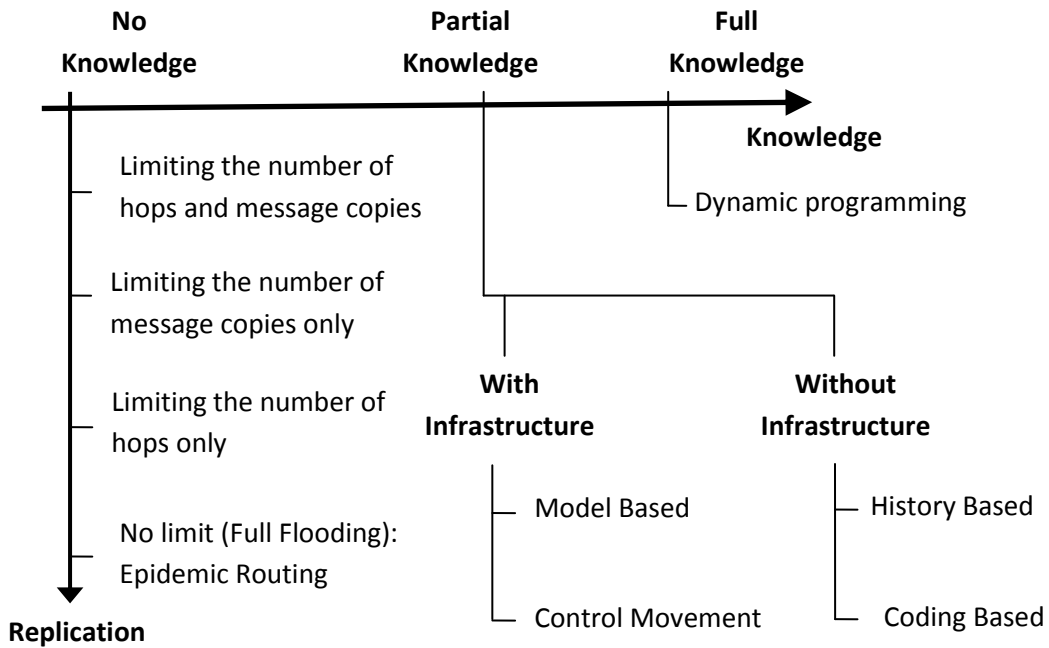 No
Knowledge
Partial
Knowledge
Full
Knowledge
Knowledge
Limiting the number of
hops and message copies
Dynamic programming
Limiting the number of
message copies only
With
Infrastructure
Without
Infrastructure
Limiting the number of
hops only
Model Based
History Based
No limit (Full Flooding):
Epidemic Routing
Control Movement
Coding Based
Replication